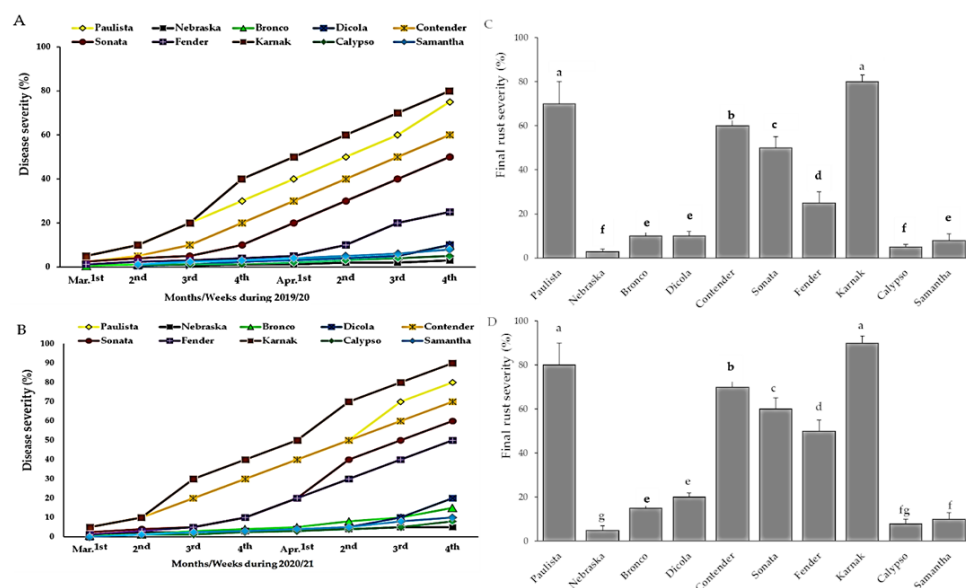 A
Paulista Nebraska Bronco Dicola Contender
Sonata Fender Karnak Calypso Samantha
Disease severity (%)
100
80
60
40
20
0
Mar.1st 2nd 3rd 4th Apr.1st 2nd 3rd 4th
Months/Weeks during 2019/20
B
Paulista Nebraska Bronco Dicola Contender
Sonata Fender Karnak Calypso Samantha
Disease severity (%)
100
90
80
70
60
50
40
30
20
10
0
Mar.1st 2nd 3rd 4th Apr.1st 2nd 3rd 4th
Months/Weeks during 2020/21
C
Final rust severity (%)
100
80
60
40
20
0
a f e e b c d a f e
Paulista Nebraska Bronco Dicola Contender Sonata Fender Karnak Calypso Samantha
D
Final rust severity (%)
100
80
60
40
20
0
a g e e b c d a fg f
Paulista Nebraska Bronco Dicola Contender Sonata Fender Karnak Calypso Samantha